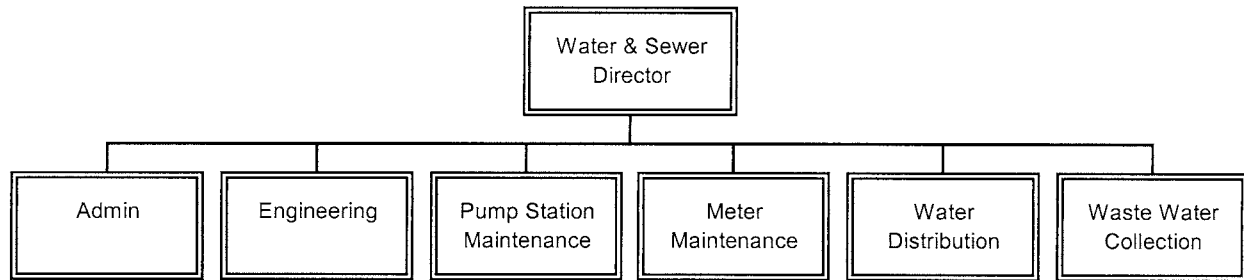 Water & Sewer
Director
Admin
Engineering
Pump Station
Maintenance
Meter
Maintenance
Water
Distribution
Waste Water
Collection